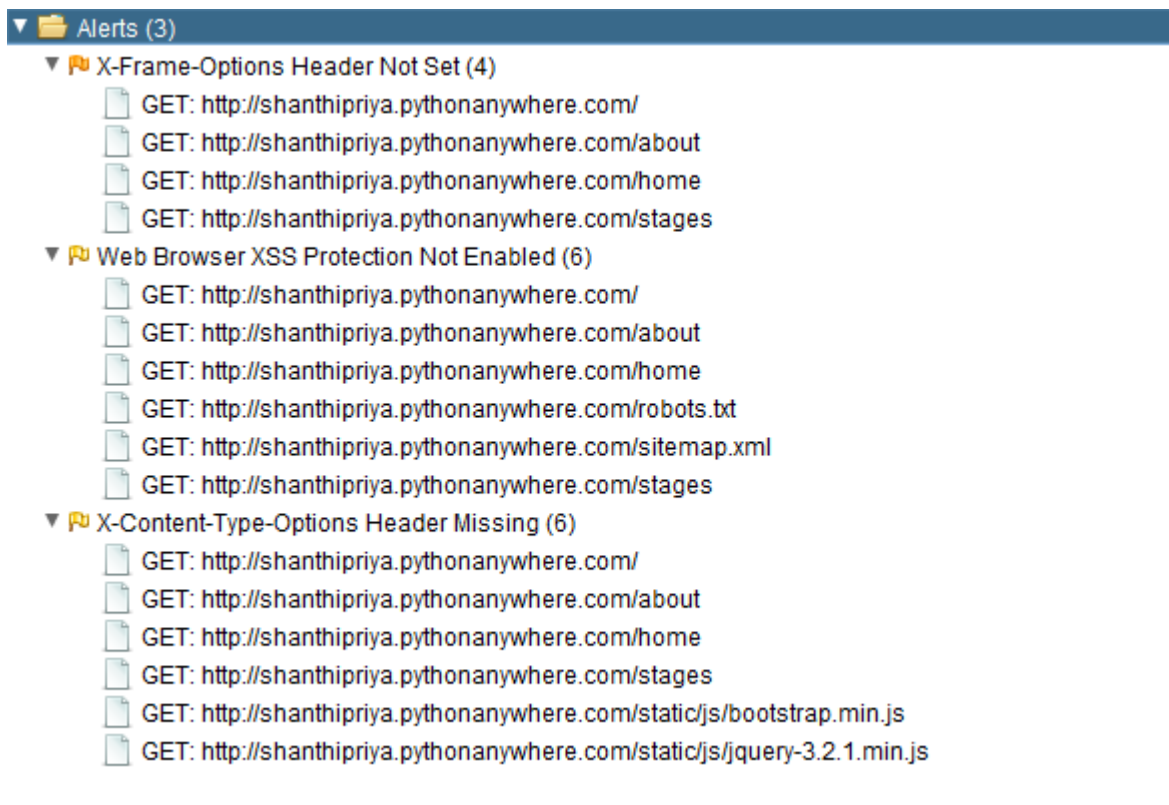 Alerts (3)
X-Frame-Options Header Not Set (4)
GET: http://shanthipriya.pythonanywhere.com/
GET: http://shanthipriya.pythonanywhere.com/about
GET: http://shanthipriya.pythonanywhere.com/home
GET: http://shanthipriya.pythonanywhere.com/stages
Web Browser XSS Protection Not Enabled (6)
GET: http://shanthipriya.pythonanywhere.com/
GET: http://shanthipriya.pythonanywhere.com/about
GET: http://shanthipriya.pythonanywhere.com/home
GET: http://shanthipriya.pythonanywhere.com/robots.txt
GET: http://shanthipriya.pythonanywhere.com/sitemap.xml
GET: http://shanthipriya.pythonanywhere.com/stages
X-Content-Type-Options Header Missing (6)
GET: http://shanthipriya.pythonanywhere.com/
GET: http://shanthipriya.pythonanywhere.com/about
GET: http://shanthipriya.pythonanywhere.com/home
GET: http://shanthipriya.pythonanywhere.com/stages
GET: http://shanthipriya.pythonanywhere.com/static/js/bootstrap.min.js
GET: http://shanthipriya.pythonanywhere.com/static/js/jquery-3.2.1.min.js